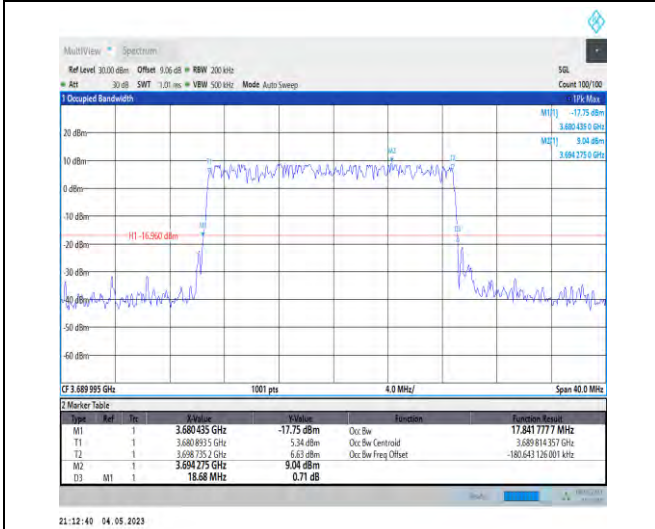 MultiView Spectrum
Ref Level 30.00 dBm Offset 9.06 dB RBW 200 kHz SGL
Att 30 dB SWT 1.01 ms VBW 500 kHz Mode Auto Sweep Count 100/100
1 Occupied Bandwidth 1Pk Max
M1[1] -17.75 dBm
3.680 435 0 GHz
M2[1] 9.04 dBm
3.694 275 0 GHz
20 dBm
M2
T1 T2
10 dBm
0 dBm
-10 dBm
M1 D3
H1 -16.960 dBm
-20 dBm
-30 dBm
-40 dBm
-50 dBm
-60 dBm
CF 3.689 995 GHz 1001 pts 4.0 MHz/ Span 40.0 MHz
2 Marker Table
Type Ref Trc X-Value Y-Value Function Function Result
M1 1 3.680 435 GHz -17.75 dBm Occ Bw 17.841 777 7 MHz
T1 1 3.680 893 5 GHz 5.34 dBm Occ Bw Centroid 3.689 814 357 GHz
T2 1 3.698 735 2 GHz 6.63 dBm Occ Bw Freq Offset -180.643 126 001 kHz
M2 1 3.694 275 GHz 9.04 dBm
D3 M1 1 18.68 MHz 0.71 dB
21:12:40 04.05.2023